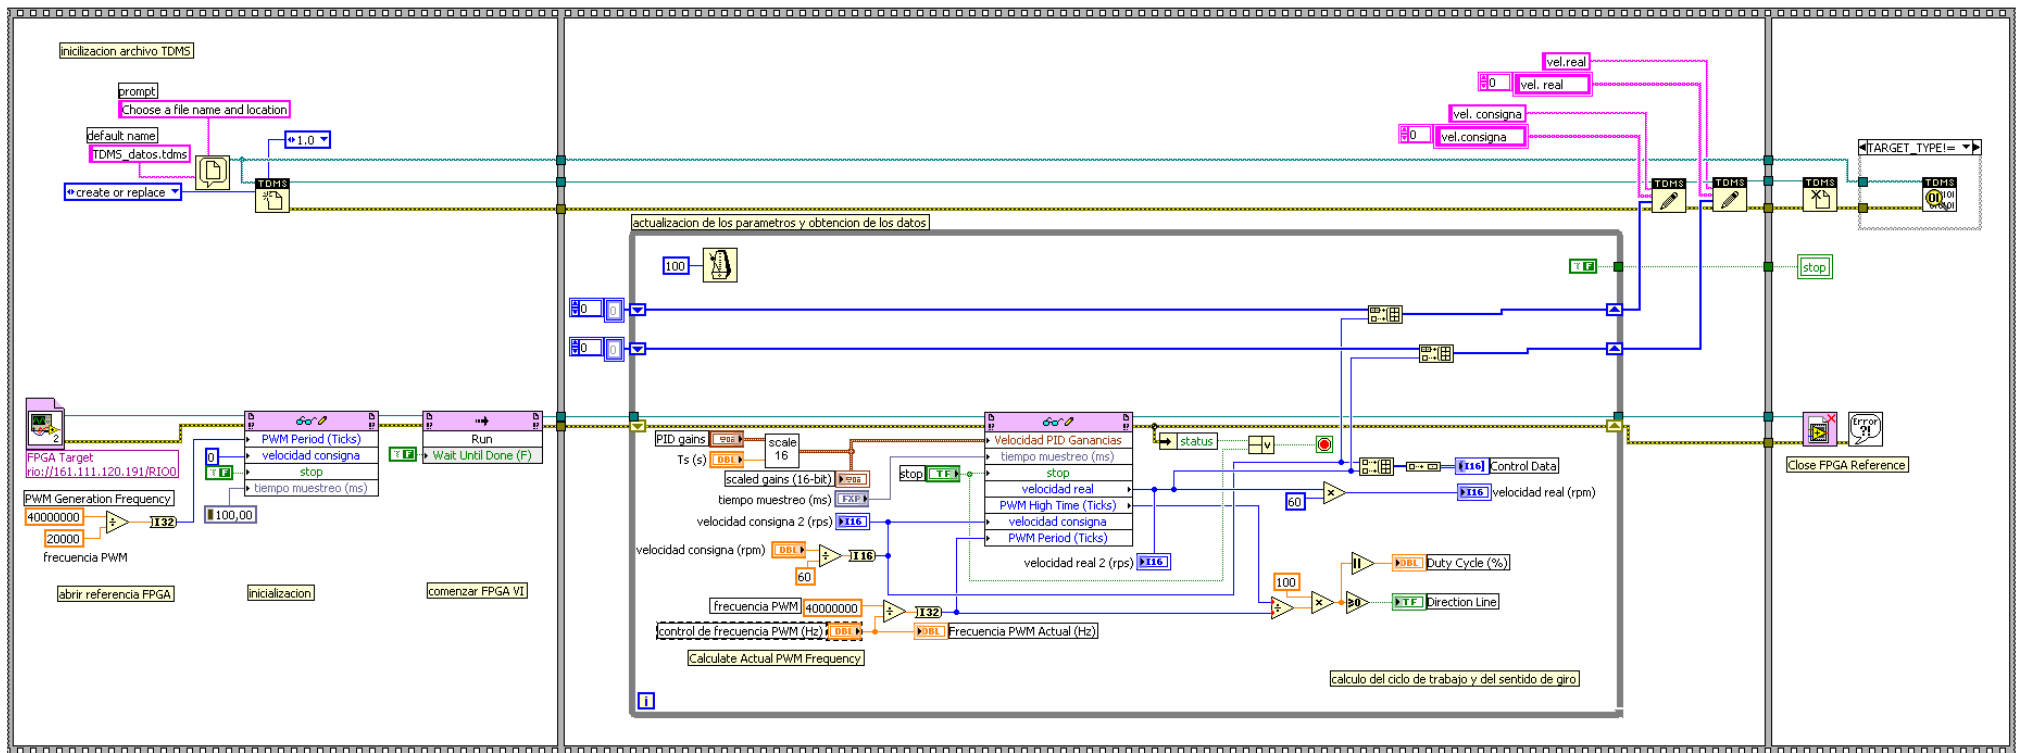 inicilizacion archivo TDMS
prompt
Choose a file name and location
default name
TDMS_datos.tdms
1.0
create or replace
TDMS
FPGA Target
rio://161.111.120.191/RIO0
PWM Generation Frequency
40000000
20000
I32
frecuencia PWM
abrir referencia FPGA
PWM Period (Ticks)
velocidad consigna
stop
tiempo muestreo (ms)
0
F
100,00
inicializacion
Run
Wait Until Done (F)
F
comenzar FPGA VI
vel.real
0
vel. real
vel. consigna
0
vel.consigna
TDMS
TDMS
actualizacion de los parametros y obtencion de los datos
100
F
0
0
0
0
PID gains
Ts (s)
DBL
scale
16
scaled gains (16-bit)
tiempo muestreo (ms)
FXP
velocidad consigna 2 (rps)
I16
velocidad consigna (rpm)
DBL
60
I16
stop
TF
Velocidad PID Ganancias
tiempo muestreo (ms)
stop
velocidad real
PWM High Time (Ticks)
velocidad consigna
PWM Period (Ticks)
velocidad real 2 (rps)
I16
status
I16
Control Data
60
I16
velocidad real (rpm)
frecuencia PWM
40000000
I32
control de frecuencia PWM (Hz)
DBL
DBL
Frecuencia PWM Actual (Hz)
Calculate Actual PWM Frequency
100
DBL
Duty Cycle (%)
TF
Direction Line
calculo del ciclo de trabajo y del sentido de giro
i
TARGET_TYPE!=
TDMS
TDMS
stop
Error
?!
Close FPGA Reference